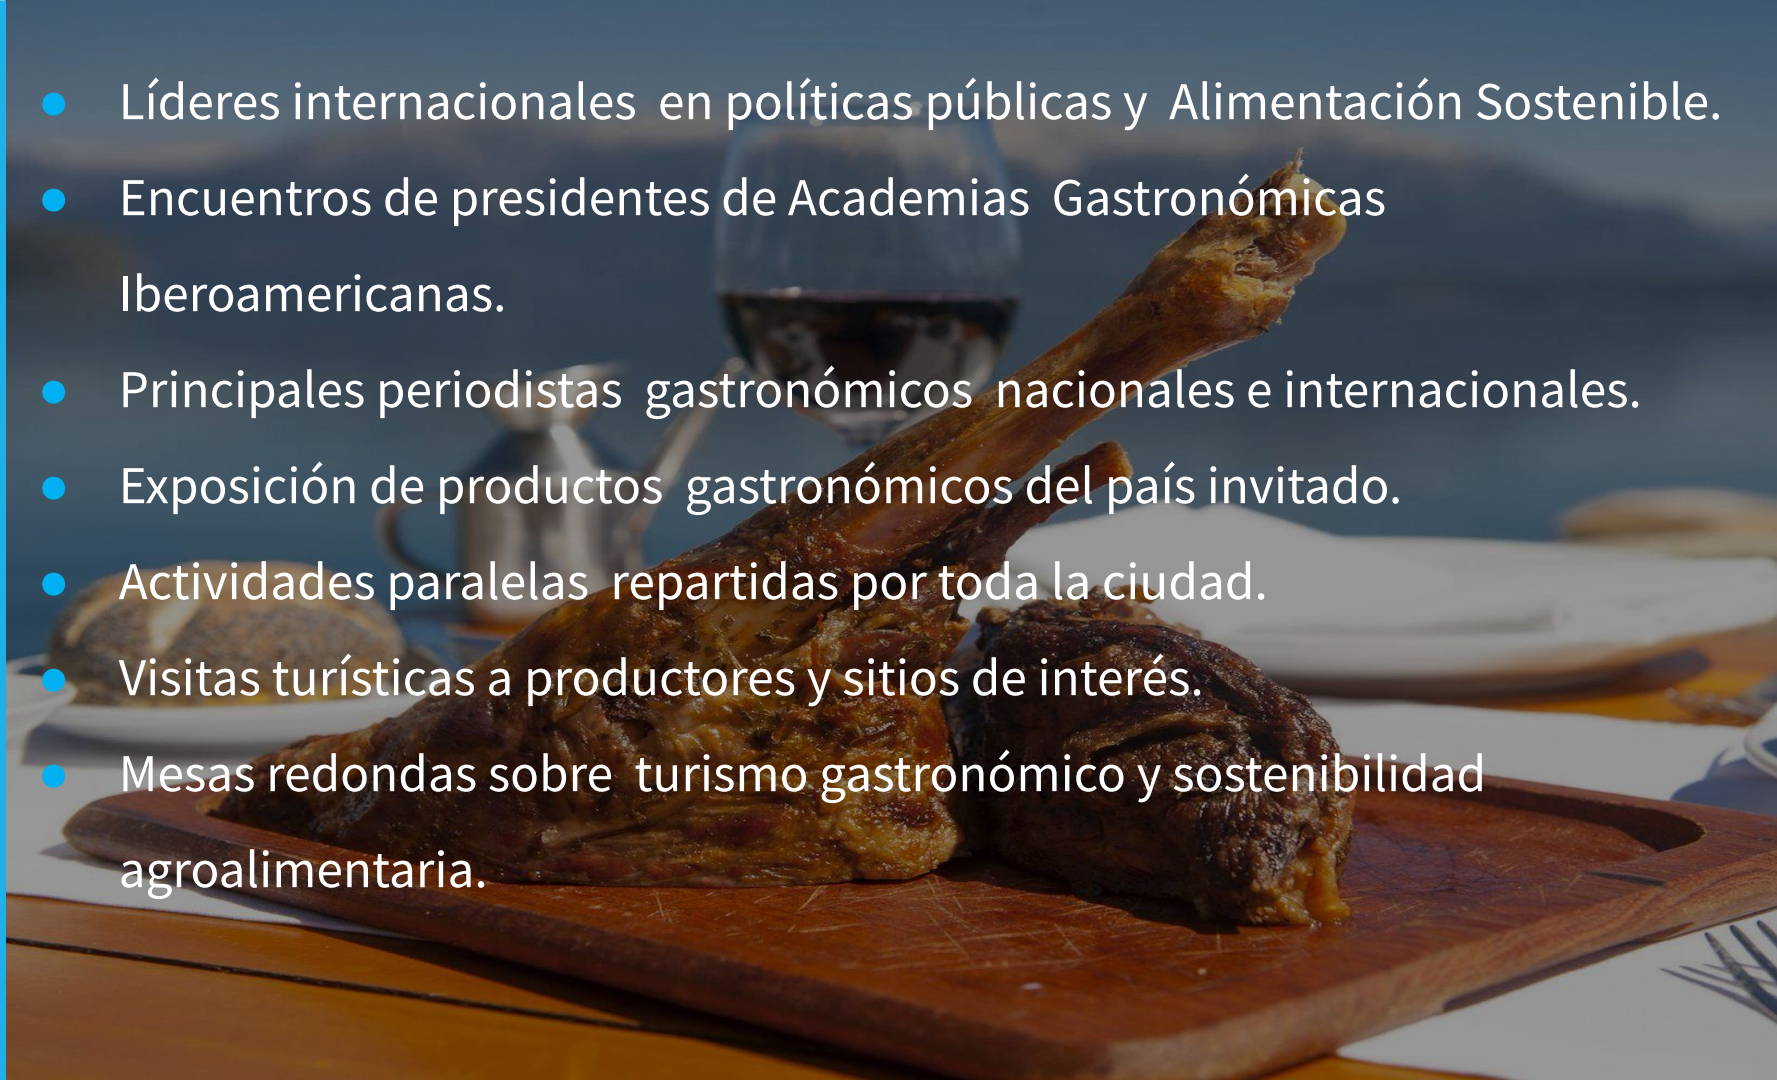 ● Líderes internacionales en políticas públicas y Alimentación Sostenible.
● Encuentros de presidentes de Academias Gastronómicas
Iberoamericanas.
● Principales periodistas gastronómicos nacionales e internacionales.
● Exposición de productos gastronómicos del país invitado.
● Actividades paralelas repartidas por toda la ciudad.
● Visitas turísticas a productores y sitios de interés.
● Mesas redondas sobre turismo gastronómico y sostenibilidad
agroalimentaria.